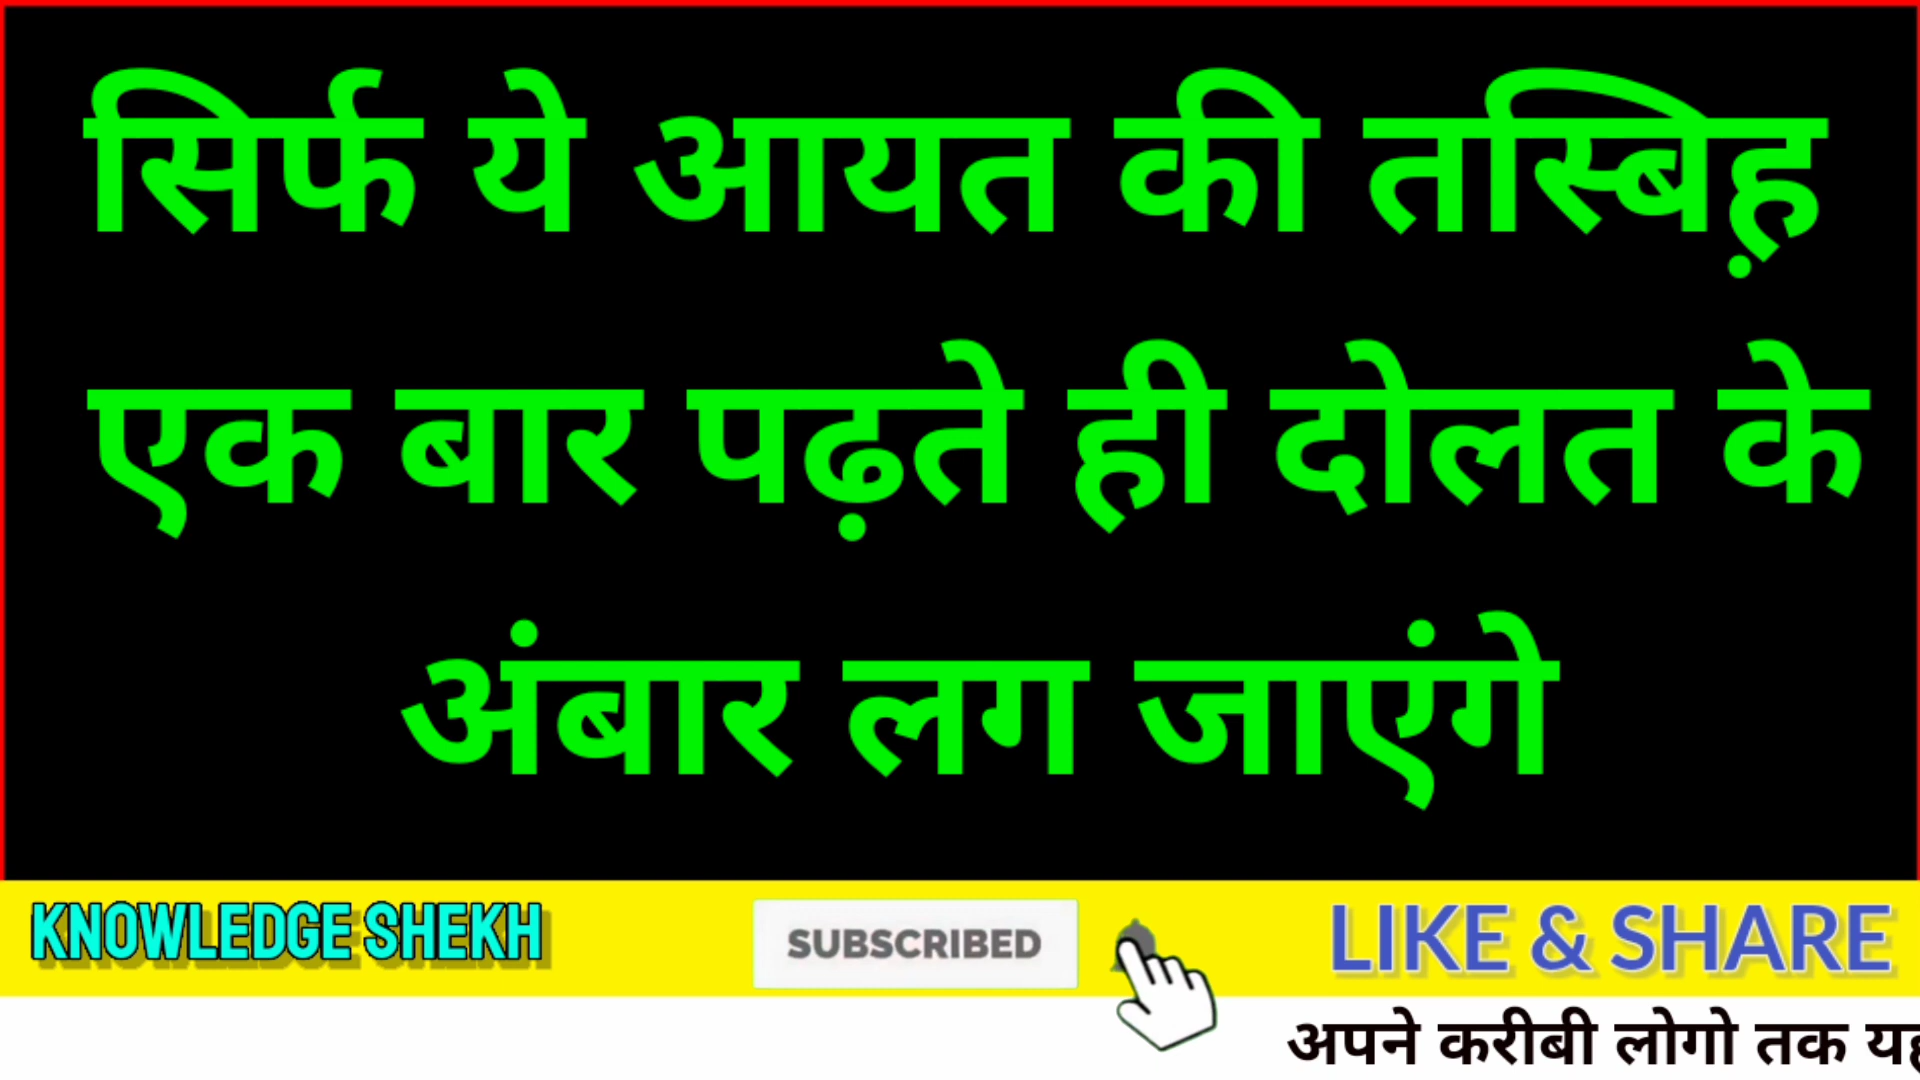 सिर्फ ये आयत की तस्बिह़
एक बार पढ़ते ही दोलत के
अंबार लग जाएंगे
KNOWLEDGE SHEKH
SUBSCRIBED
LIKE & SHARE
अपने करीबी लोगो तक